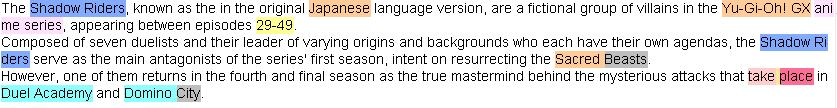 The Shadow Riders, known as the in the original Japanese language version, are a fictional group of villains in the Yu-Gi-Oh! GX ani
me series, appearing between episodes 29-49.
Composed of seven duelists and their leader of varying origins and backgrounds who each have their own agendas, the Shadow Ri
ders serve as the main antagonists of the series' first season, intent on resurrecting the Sacred Beasts.
However, one of them returns in the fourth and final season as the true mastermind behind the mysterious attacks that take place in
Duel Academy and Domino City.